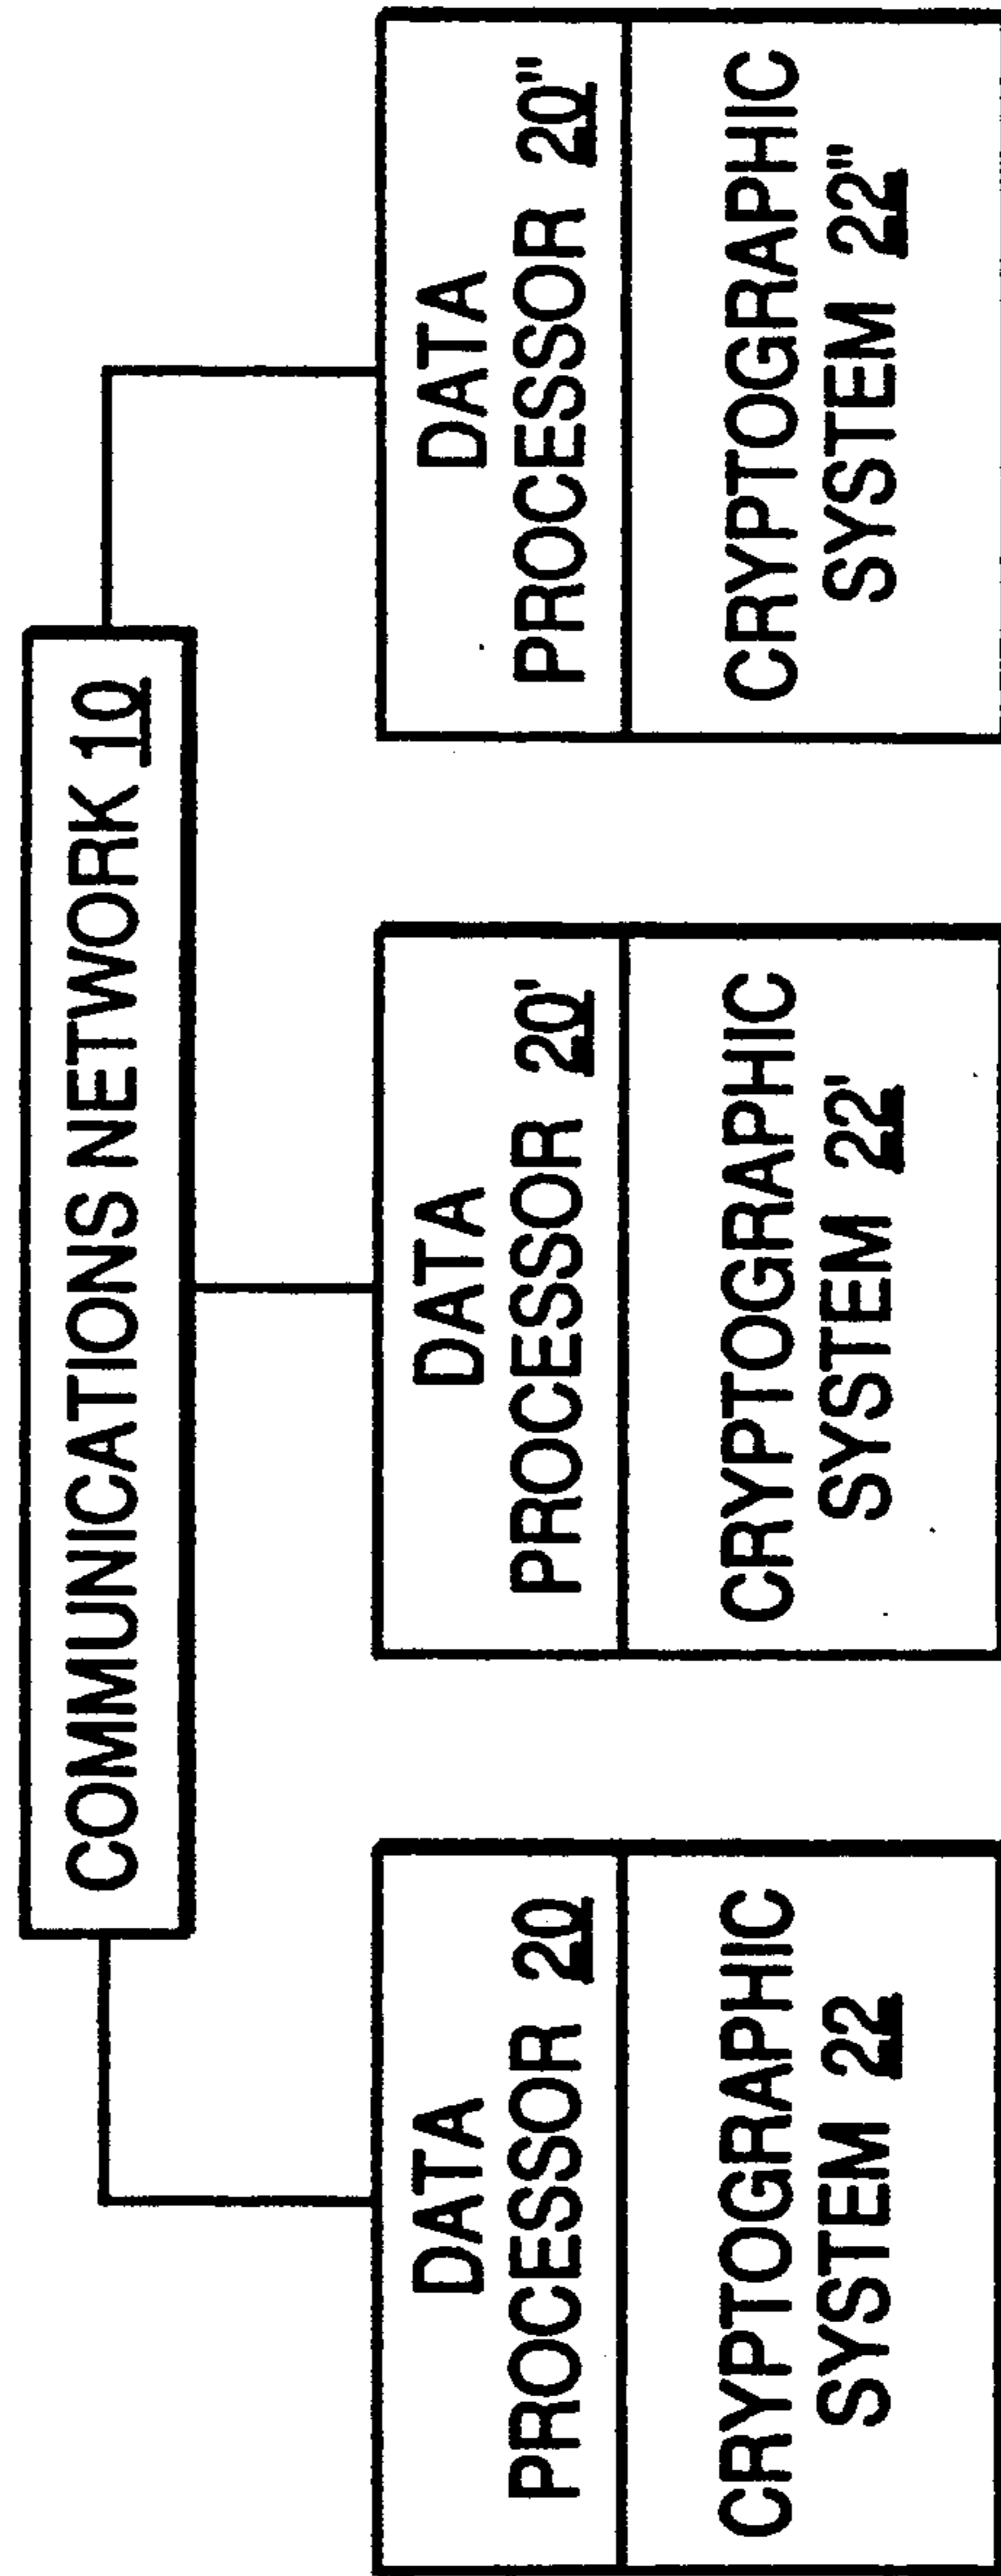 COMMUNICATIONS NETWORK 10
DATA
PROCESSOR 20
CRYPTOGRAPHIC
SYSTEM 22
DATA
PROCESSOR 20'
CRYPTOGRAPHIC
SYSTEM 22'
DATA
PROCESSOR 20"
CRYPTOGRAPHIC
SYSTEM 22"